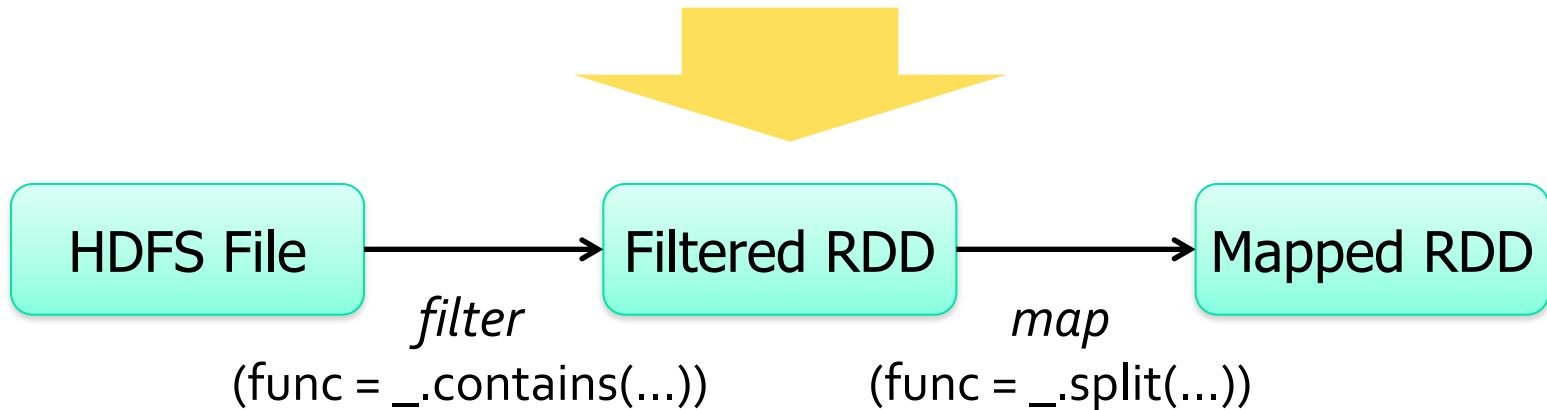 HDFS File
Filtered RDD
Mapped RDD
filter
(func = _.contains(...))
map
(func = _.split(...))